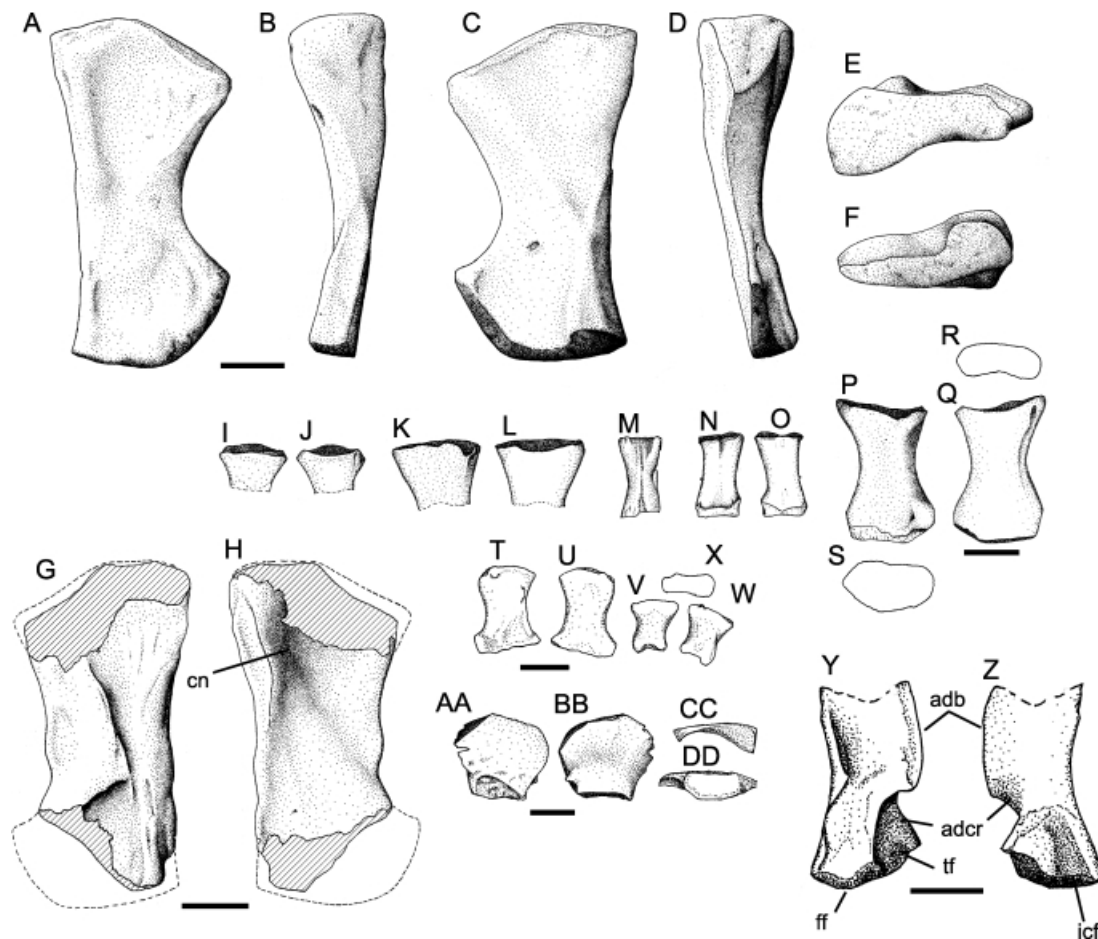 A B C D
E
F
R
P Q
I J K L M N O
S
G H
T U X
V W
cn
Y Z
adb
AA BB CC
DD
adcr
tf
ff
icf